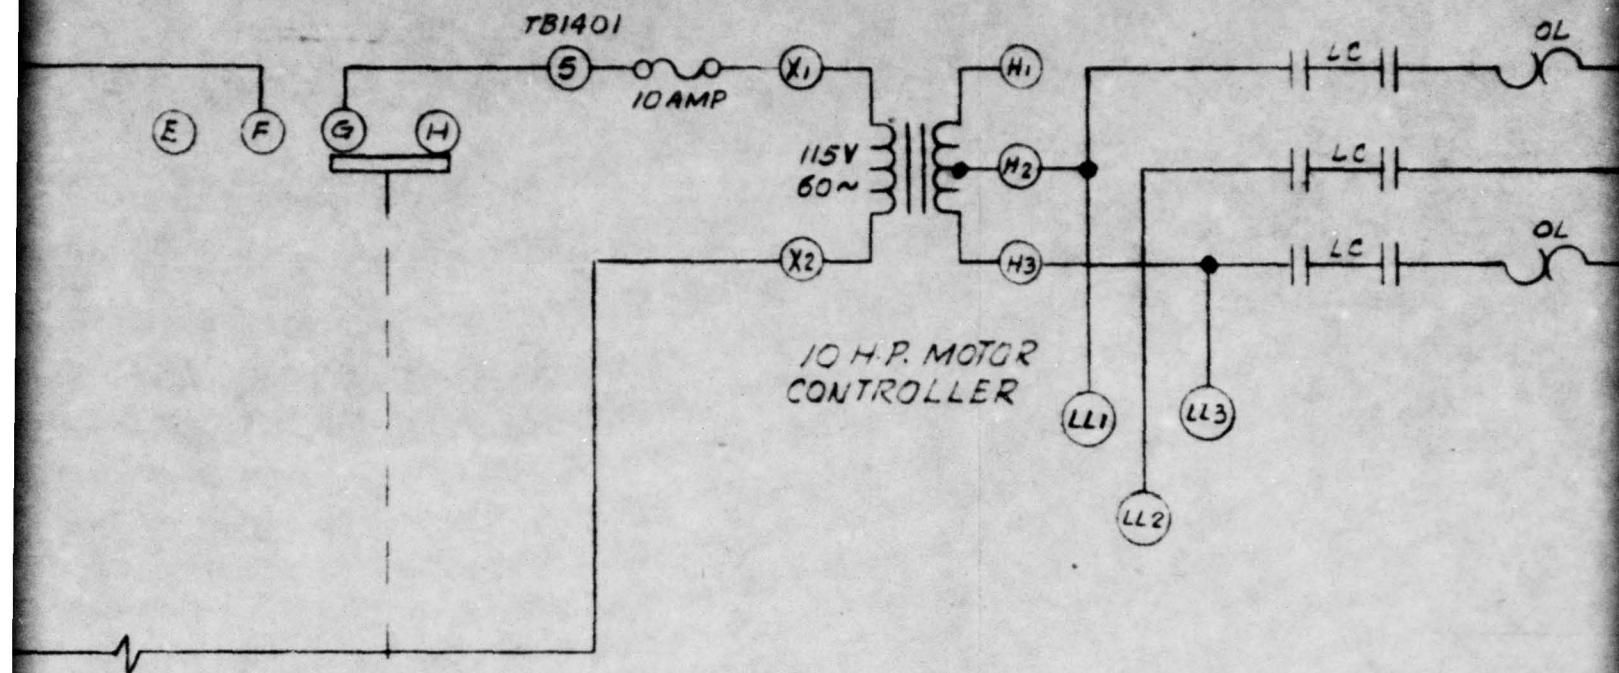 TB1401
OL
5
X1
H1
LC
10 AMP
E
F
G
H
115V
60~
H2
LC
X2
H3
LC
OL
10 H.P. MOTOR
CONTROLLER
LL1
LL3
LL2